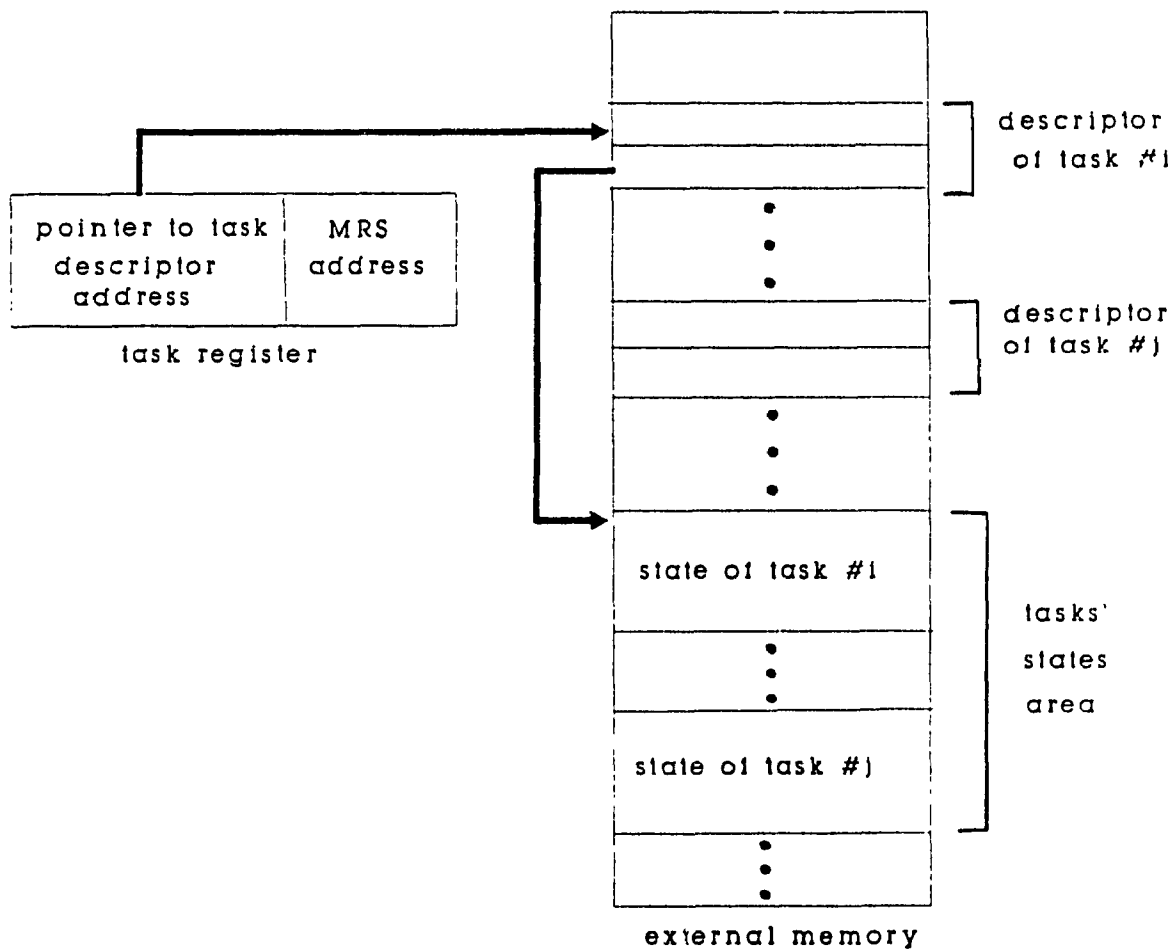 descriptor
of task #i
pointer to task
descriptor
address
MRS
address
task register
descriptor
of task #j
state of task #i
tasks'
states
area
state of task #j
external memory